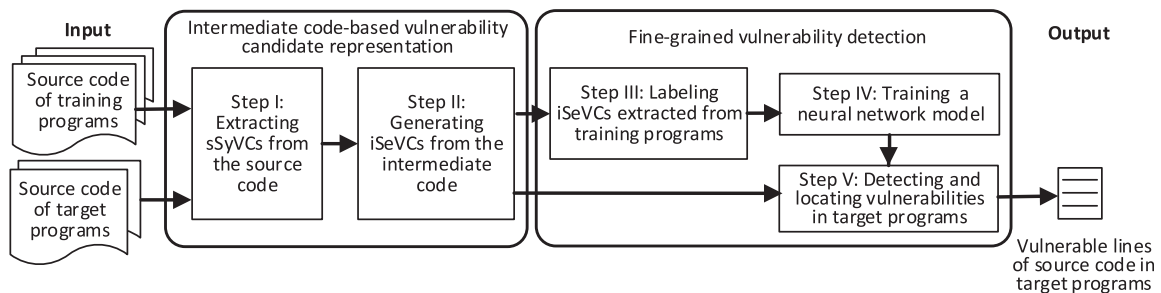 Input
Source code
of training
programs
Source code
of target
programs
Intermediate code-based vulnerability
candidate representation
Step I:
Extracting
sSyVCs from
the source
code
Step II:
Generating
iSeVCs from the
intermediate
code
Fine-grained vulnerability detection
Step III: Labeling
iSeVCs extracted from
training programs
Step IV: Training a
neural network model
Step V: Detecting and
locating vulnerabilities
in target programs
Output
Vulnerable lines
of source code in
target programs